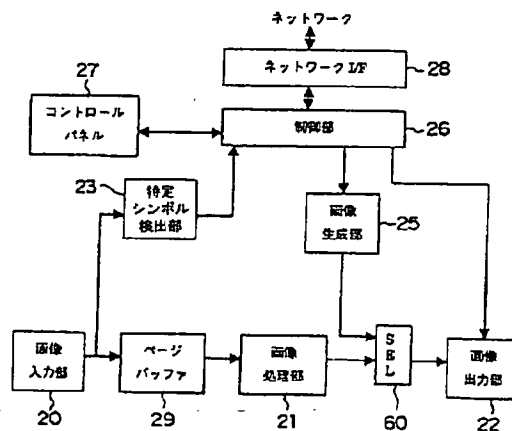 ネットワーク
ネットワーク I/F
28
27
コントロール
パネル
制御部
26
23
特定
シンボル
検出部
画像
生成部
25
画像
入力部
20
ページ
バッファ
29
画像
処理部
21
SEL
60
画像
出力部
22